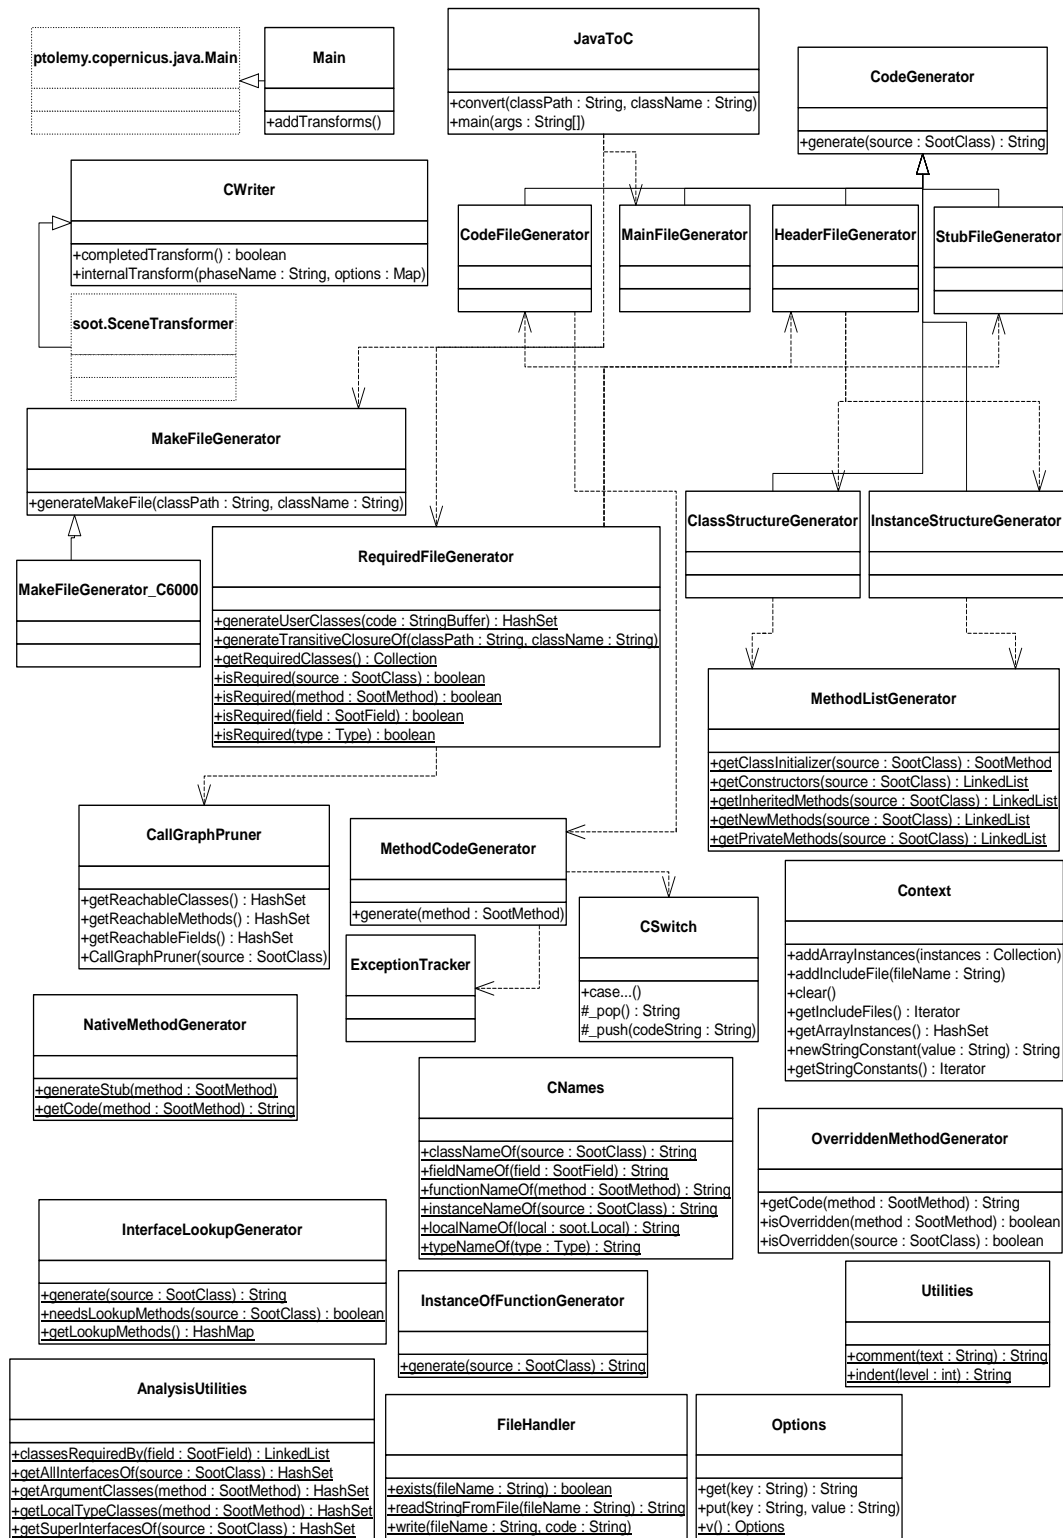 ptolemy.copernicus.java.Main
Main
+addTransforms()
JavaToC
+convert(classPath : String, className : String)
+main(args : String[])
CodeGenerator
+generate(source : SootClass) : String
CWriter
+completedTransform() : boolean
+internalTransform(phaseName : String, options : Map)
CodeFileGenerator
MainFileGenerator
HeaderFileGenerator
StubFileGenerator
soot.SceneTransformer
MakeFileGenerator
+generateMakeFile(classPath : String, className : String)
ClassStructureGenerator
InstanceStructureGenerator
MakeFileGenerator_C6000
RequiredFileGenerator
+generateUserClasses(code : StringBuffer) : HashSet
+generateTransitiveClosureOf(classPath : String, className : String)
+getRequiredClasses() : Collection
+isRequired(source : SootClass) : boolean
+isRequired(method : SootMethod) : boolean
+isRequired(field : SootField) : boolean
+isRequired(type : Type) : boolean
MethodListGenerator
+getClassInitializer(source : SootClass) : SootMethod
+getConstructors(source : SootClass) : LinkedList
+getInheritedMethods(source : SootClass) : LinkedList
+getNewMethods(source : SootClass) : LinkedList
+getPrivateMethods(source : SootClass) : LinkedList
CallGraphPruner
+getReachableClasses() : HashSet
+getReachableMethods() : HashSet
+getReachableFields() : HashSet
+CallGraphPruner(source : SootClass)
MethodCodeGenerator
+generate(method : SootMethod)
CSwitch
+case...()
#_pop() : String
#_push(codeString : String)
Context
+addArrayInstances(instances : Collection)
+addIncludeFile(fileName : String)
+clear()
+getIncludeFiles() : Iterator
+getArrayInstances() : HashSet
+newStringConstant(value : String) : String
+getStringConstants() : Iterator
ExceptionTracker
NativeMethodGenerator
+generateStub(method : SootMethod)
+getCode(method : SootMethod) : String
CNames
+classNameOf(source : SootClass) : String
+fieldNameOf(field : SootField) : String
+functionNameOf(method : SootMethod) : String
+instanceNameOf(source : SootClass) : String
+localNameOf(local : soot.Local) : String
+typeNameOf(type : Type) : String
OverriddenMethodGenerator
+getCode(method : SootMethod) : String
+isOverridden(method : SootMethod) : boolean
+isOverridden(source : SootClass) : boolean
InterfaceLookupGenerator
+generate(source : SootClass) : String
+needsLookupMethods(source : SootClass) : boolean
+getLookupMethods() : HashMap
InstanceOfFunctionGenerator
+generate(source : SootClass) : String
Utilities
+comment(text : String) : String
+indent(level : int) : String
AnalysisUtilities
+classesRequiredBy(field : SootField) : LinkedList
+getAllInterfacesOf(source : SootClass) : HashSet
+getArgumentClasses(method : SootMethod) : HashSet
+getLocalTypeClasses(method : SootMethod) : HashSet
+getSuperInterfacesOf(source : SootClass) : HashSet
FileHandler
+exists(fileName : String) : boolean
+readStringFromFile(fileName : String) : String
+write(fileName : String, code : String)
Options
+get(key : String) : String
+put(key : String, value : String)
+v() : Options